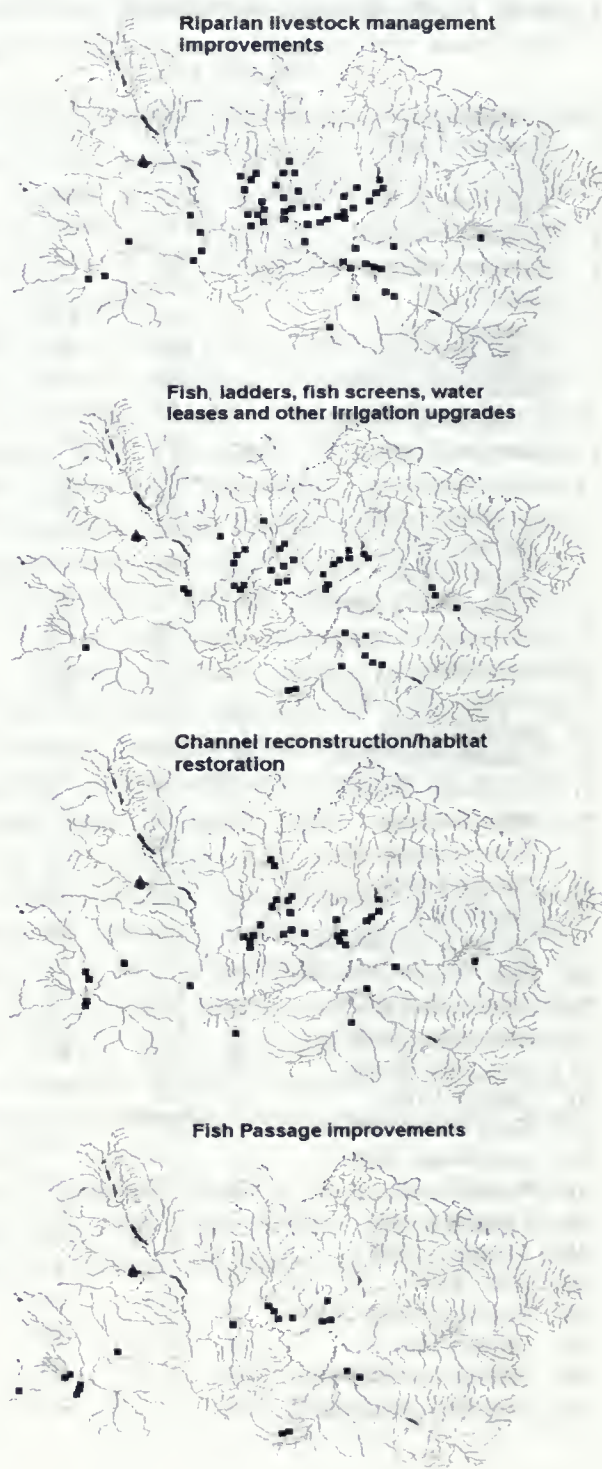 Riparian livestock management
improvements
Fish, ladders, fish screens, water
leases and other irrigation upgrades
Channel reconstruction/habitat
restoration
Fish Passage improvements